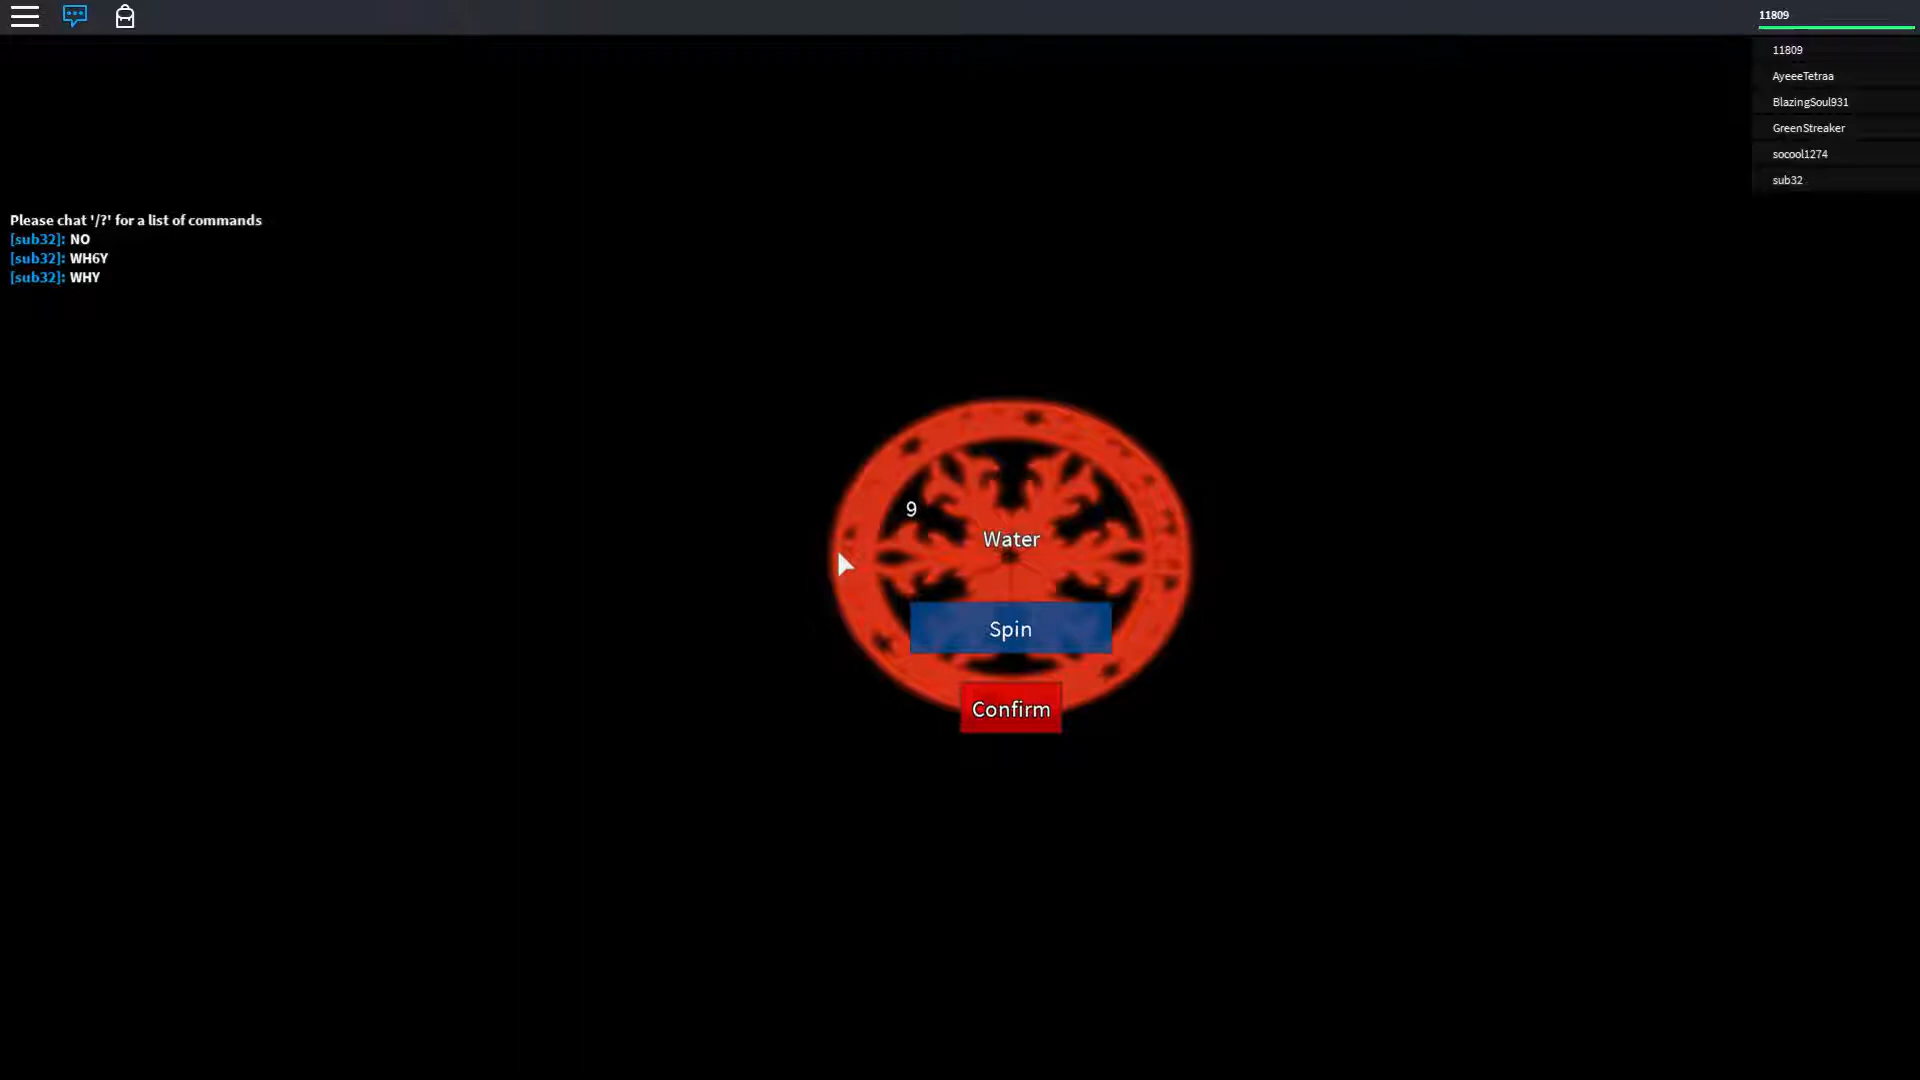 11809
11809
AyeeeTetraa
BlazingSoul931
GreenStreaker
socool1274
sub32
Please chat '/?' for a list of commands
[sub32]: NO
[sub32]: WH6Y
[sub32]: WHY
9
Water
Spin
Confirm